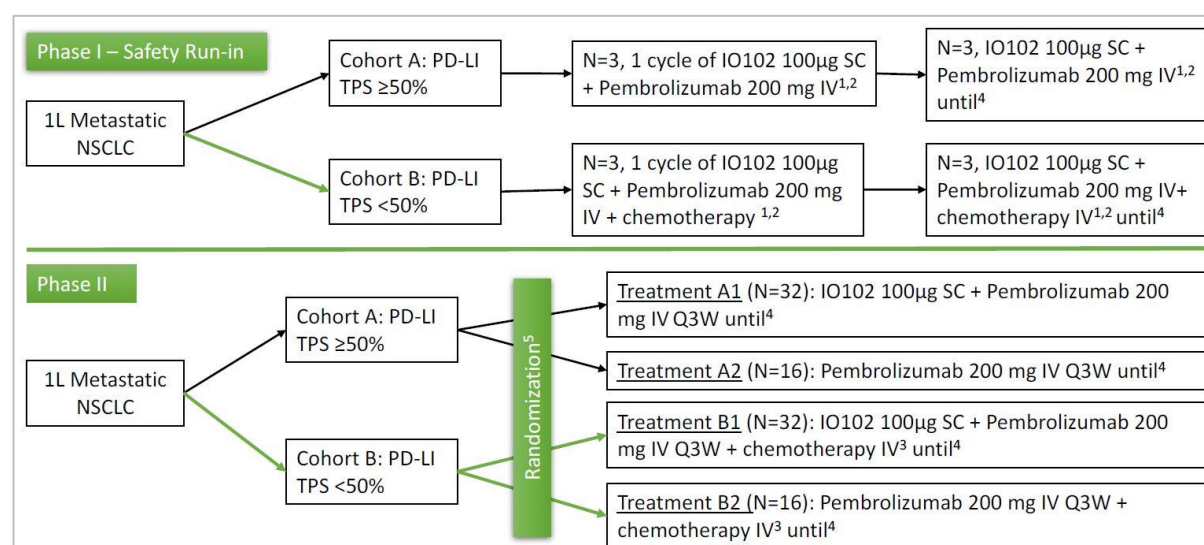 Phase I – Safety Run-in
1L Metastatic
NSCLC
Cohort A: PD-LI
TPS ≥50%
N=3, 1 cycle of IO102 100µg SC
+ Pembrolizumab 200 mg IV1,2
N=3, IO102 100µg SC +
Pembrolizumab 200 mg IV1,2
until4
Cohort B: PD-LI
TPS <50%
N=3, 1 cycle of IO102 100µg
SC + Pembrolizumab 200 mg
IV + chemotherapy 1,2
N=3, IO102 100µg SC +
Pembrolizumab 200 mg IV+
chemotherapy IV1,2 until4
Phase II
1L Metastatic
NSCLC
Cohort A: PD-LI
TPS ≥50%
Cohort B: PD-LI
TPS <50%
Randomization5
Treatment A1 (N=32): IO102 100µg SC + Pembrolizumab 200
mg IV Q3W until4
Treatment A2 (N=16): Pembrolizumab 200 mg IV Q3W until4
Treatment B1 (N=32): IO102 100µg SC + Pembrolizumab 200
mg IV Q3W + chemotherapy IV3 until4
Treatment B2 (N=16): Pembrolizumab 200 mg IV Q3W +
chemotherapy IV3 until4